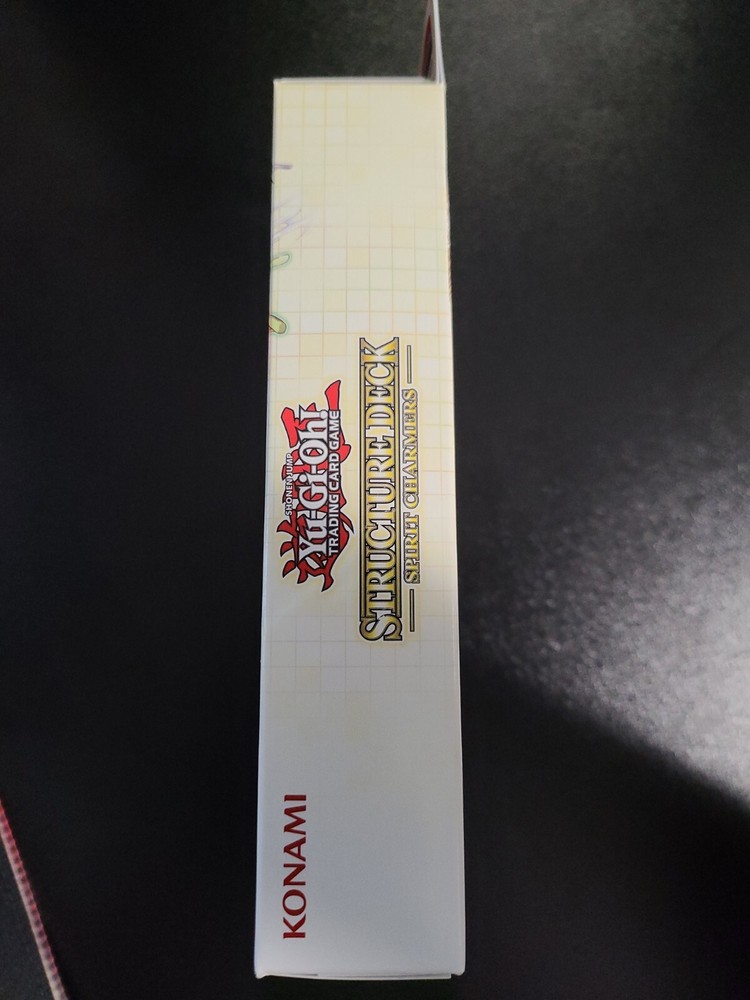 SHONEN JUMP
Yu-Gi-Oh!
TRADING CARD GAME
STRUCTURE DECK
SPIRIT CHARMERS
KONAMI